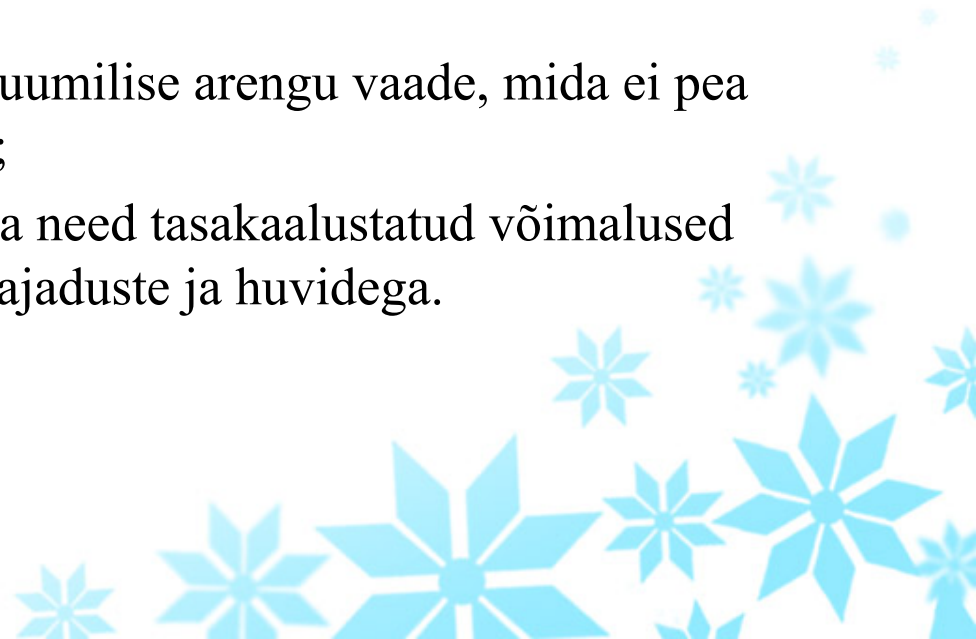 uumilise arengu vaade, mida ei pea
;
a need tasakaalustatud võimalused
ajaduste ja huvidega.